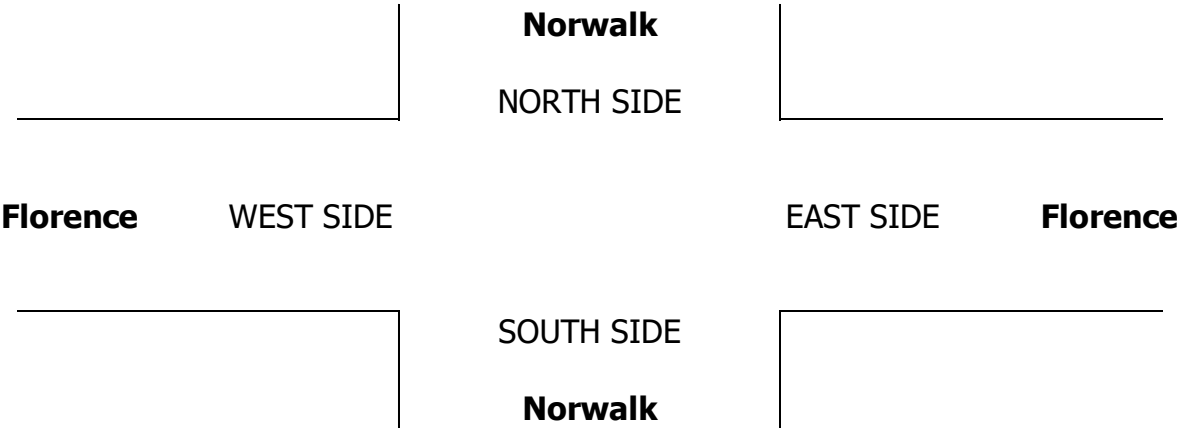 Norwalk
NORTH SIDE
Florence WEST SIDE EAST SIDE Florence
SOUTH SIDE
Norwalk